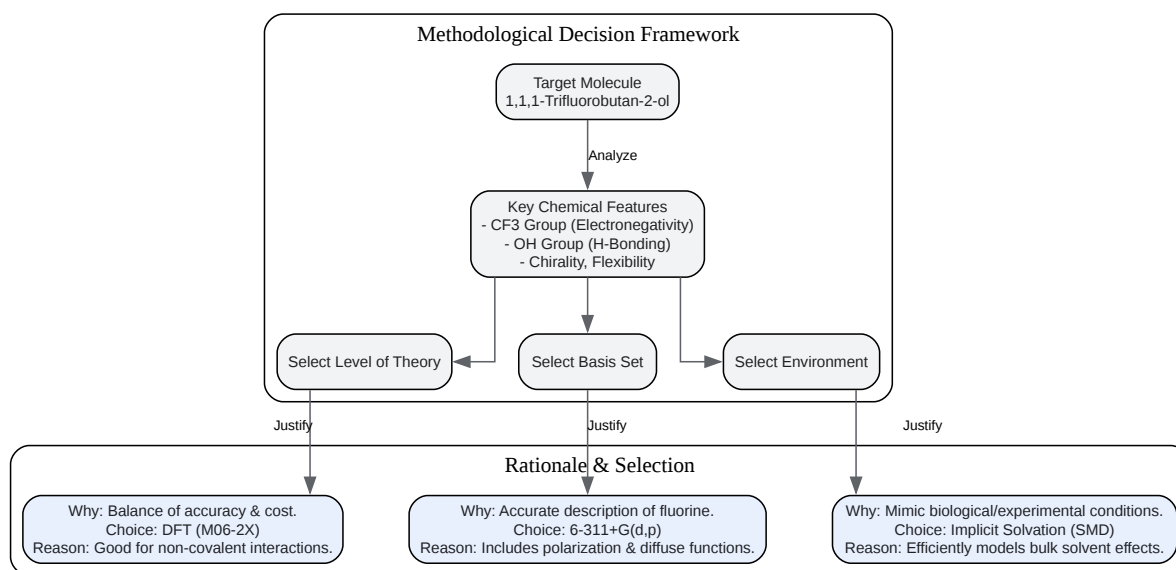 Methodological Decision Framework
Target Molecule
1,1,1-Trifluorobutan-2-ol
Analyze
Key Chemical Features
- CF3 Group (Electronegativity)
- OH Group (H-Bonding)
- Chirality, Flexibility
Select Level of Theory
Select Basis Set
Select Environment
Justify
Justify
Justify
Rationale & Selection
Why: Balance of accuracy & cost.
Choice: DFT (M06-2X)
Reason: Good for non-covalent interactions.
Why: Accurate description of fluorine.
Choice: 6-311+G(d,p)
Reason: Includes polarization & diffuse functions.
Why: Mimic biological/experimental conditions.
Choice: Implicit Solvation (SMD)
Reason: Efficiently models bulk solvent effects.